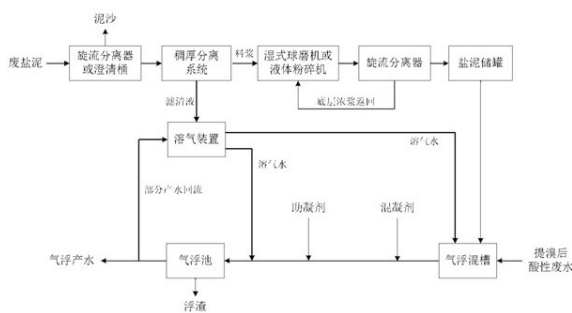 泥沙
废盐泥
旋流分离器
或澄清桶
稠厚分离
系统
料浆
湿式球磨机或
液体粉碎机
旋流分离器
盐泥储罐
底层浓浆返回
滤清液
溶气装置
溶气水
溶气水
部分产水回流
助凝剂
混凝剂
气浮产水
气浮池
气浮混槽
提溴后
酸性废水
浮渣